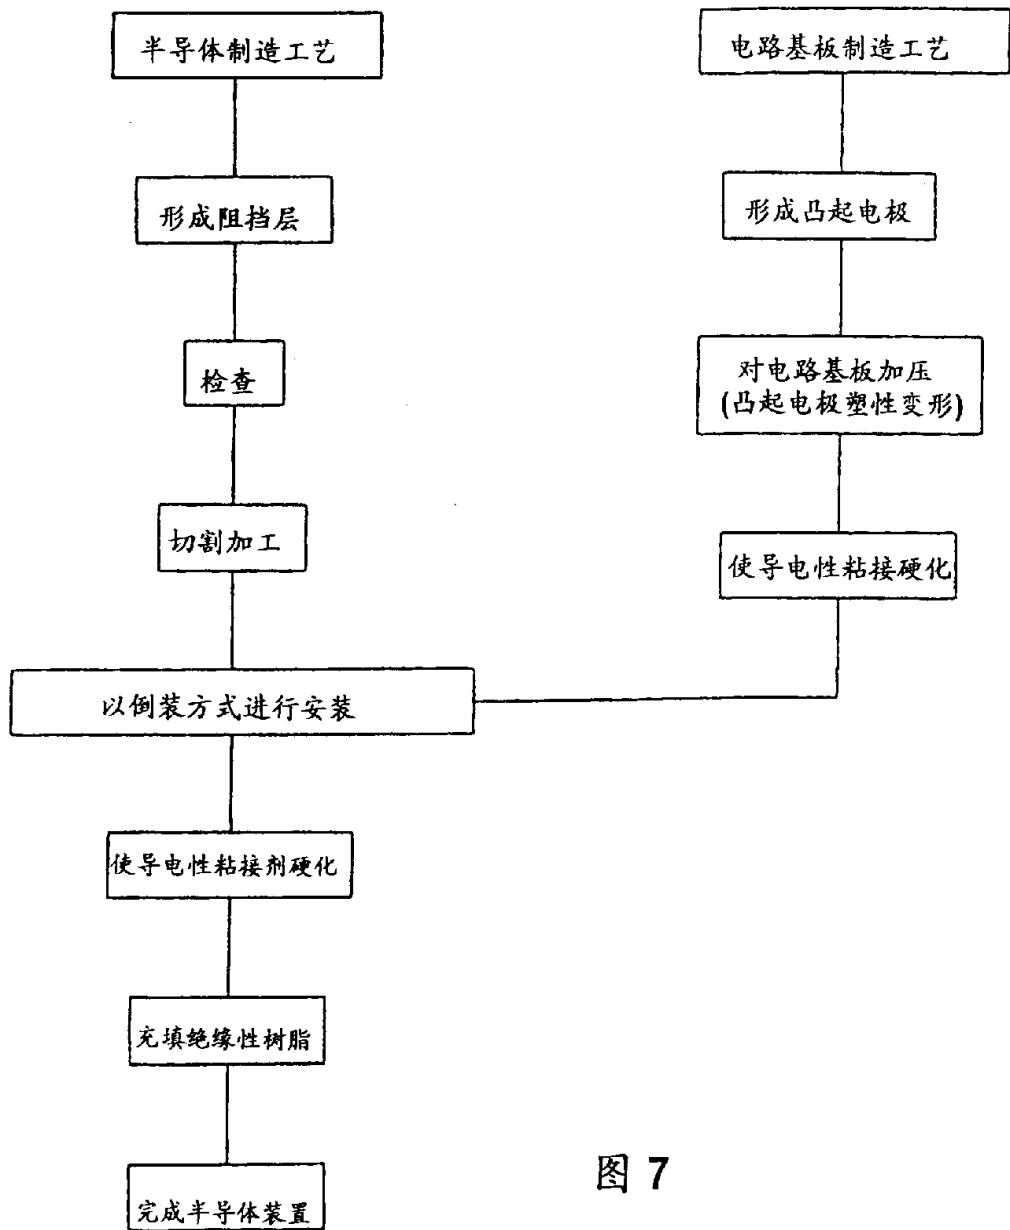 半导体制造工艺
形成阻挡层
检查
切割加工
以倒装方式进行安装
使导电性粘接剂硬化
充填绝缘性树脂
完成半导体装置
电路基板制造工艺
形成凸起电极
对电路基板加压
(凸起电极塑性变形)
使导电性粘接硬化
图 7